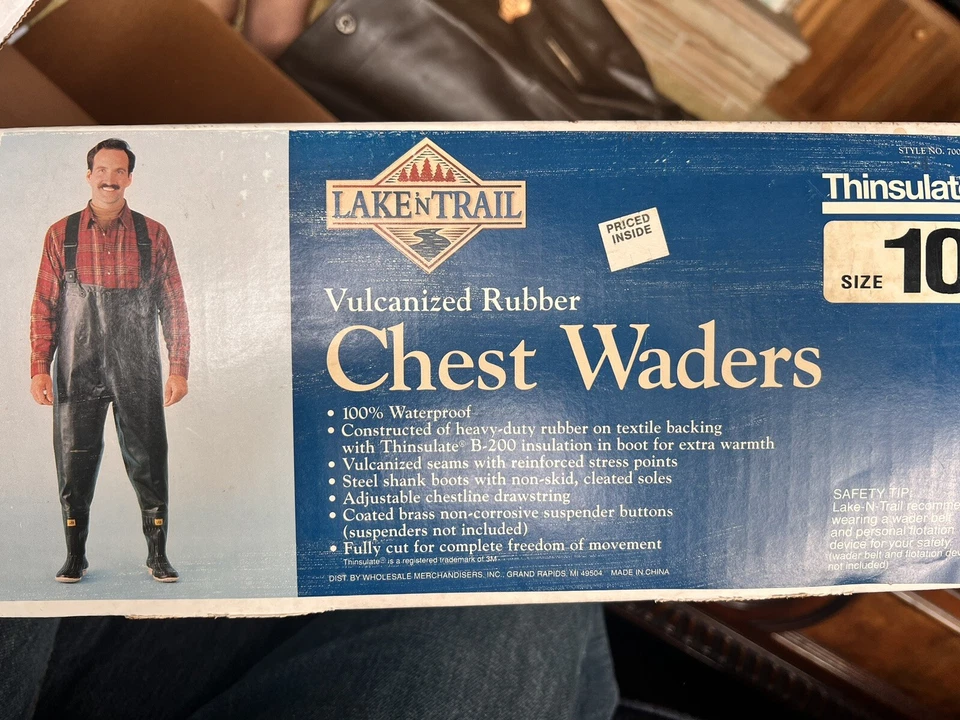 STYLE NO. 700
LAKE 'N TRAIL
Thinsulat
PRICED
INSIDE
SIZE 10
Vulcanized Rubber
Chest Waders
• 100% Waterproof
• Constructed of heavy-duty rubber on textile backing
with Thinsulate® B-200 insulation in boot for extra warmth
• Vulcanized seams with reinforced stress points
• Steel shank boots with non-skid, cleated soles
• Adjustable chestline drawstring
• Coated brass non-corrosive suspender buttons
(suspenders not included)
• Fully cut for complete freedom of movement
Thinsulate® is a registered trademark of 3M
DIST. BY WHOLESALE MERCHANDISERS, INC. GRAND RAPIDS, MI 49504 MADE IN CHINA
SAFETY TIP:
Lake-N-Trail recomme
wearing a wader belt
and personal flotation
device for your safety.
(wader belt and flotation dev
not included)